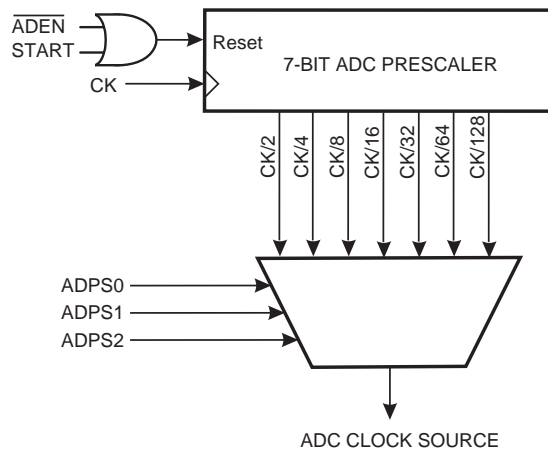 ADEN
START
Reset
7-BIT ADC PRESCALER
CK
CK/2
CK/4
CK/8
CK/16
CK/32
CK/64
CK/128
ADPS0
ADPS1
ADPS2
ADC CLOCK SOURCE